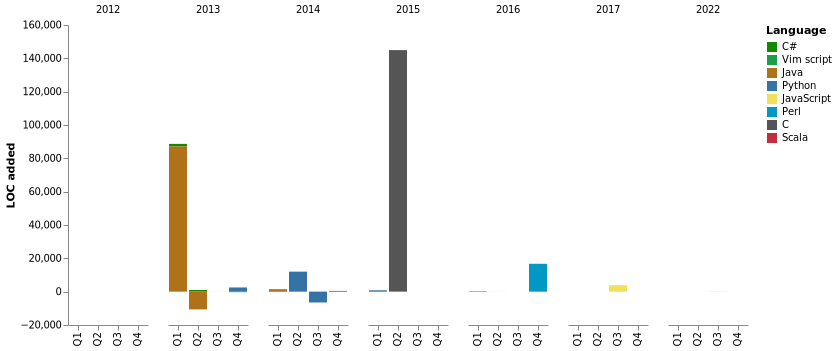 2012 2013 2014 2015 2016 2017 2022
160,000
140,000
120,000
100,000
80,000
60,000
40,000
20,000
0
−20,000
LOC added
Q1 Q2 Q3 Q4 Q1 Q2 Q3 Q4 Q1 Q2 Q3 Q4 Q1 Q2 Q3 Q4 Q1 Q2 Q3 Q4 Q1 Q2 Q3 Q4 Q1 Q2 Q3 Q4
Language
C#
Vim script
Java
Python
JavaScript
Perl
C
Scala